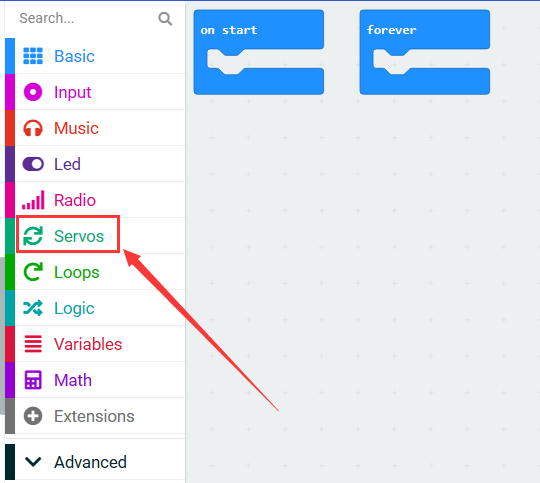 Search...
on start
forever
Basic
Input
Music
Led
Radio
Servos
Loops
Logic
Variables
Math
Extensions
Advanced